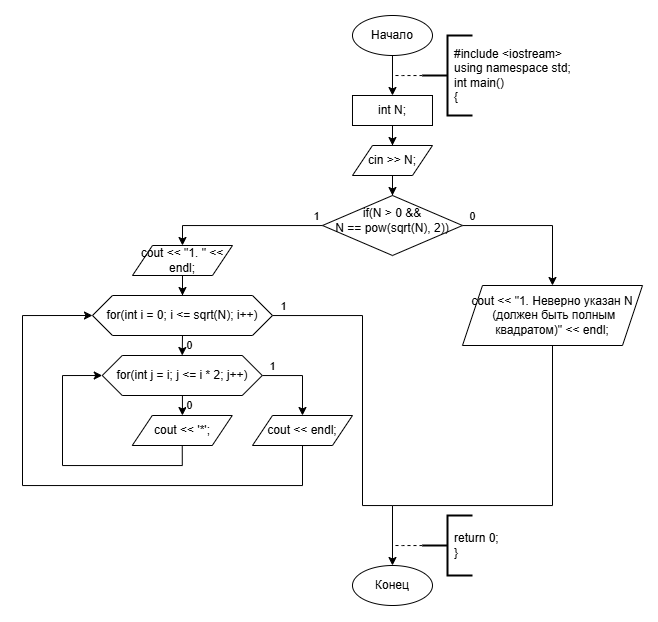 Начало
#include <iostream>
using namespace std;
int main()
{
int N;
cin >> N;
if(N > 0 &&
N == pow(sqrt(N), 2))
1
0
cout << "1. " <<
endl;
cout << "1. Неверно указан N
(должен быть полным
квадратом)" << endl;
for(int i = 0; i <= sqrt(N); i++)
1
0
for(int j = i; j <= i * 2; j++)
1
0
cout << '*';
cout << endl;
return 0;
}
Конец